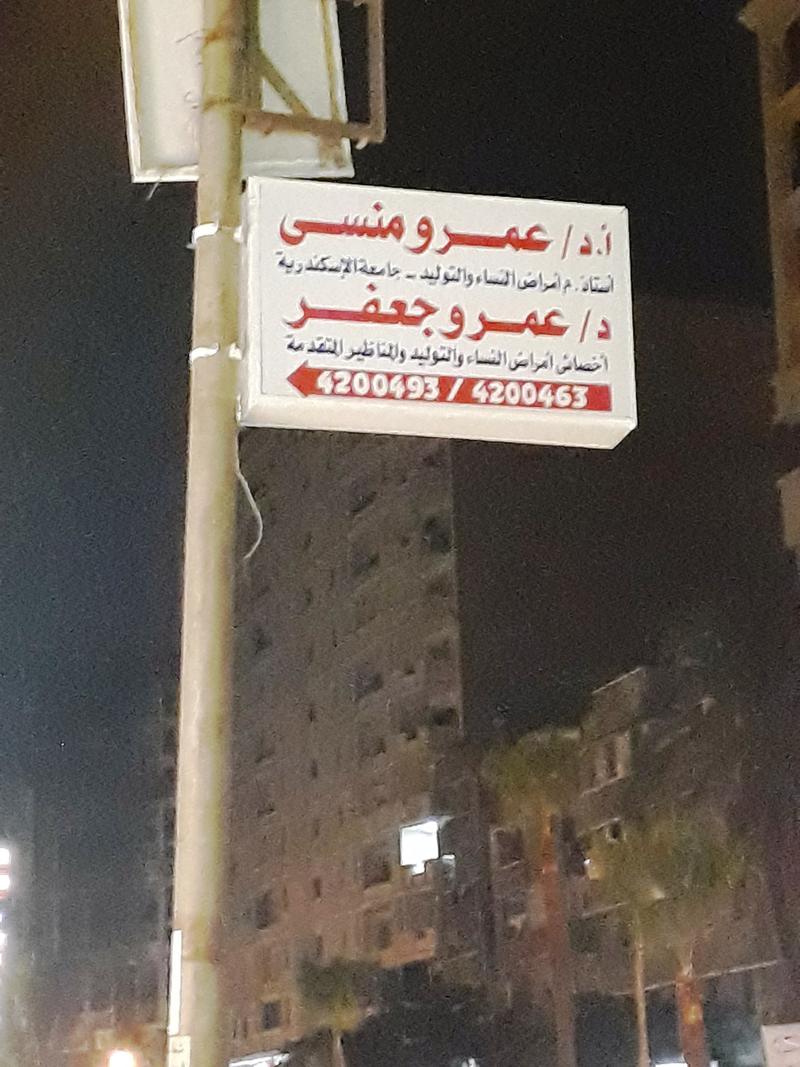 أ.د/ عمرو منسى
أستاذ.م أمراض النساء والتوليد - جامعة الإسكندرية
د/ عمرو جعفر
أخصائى أمراض النساء والتوليد والمناظير المتقدمة
4200493 / 4200463